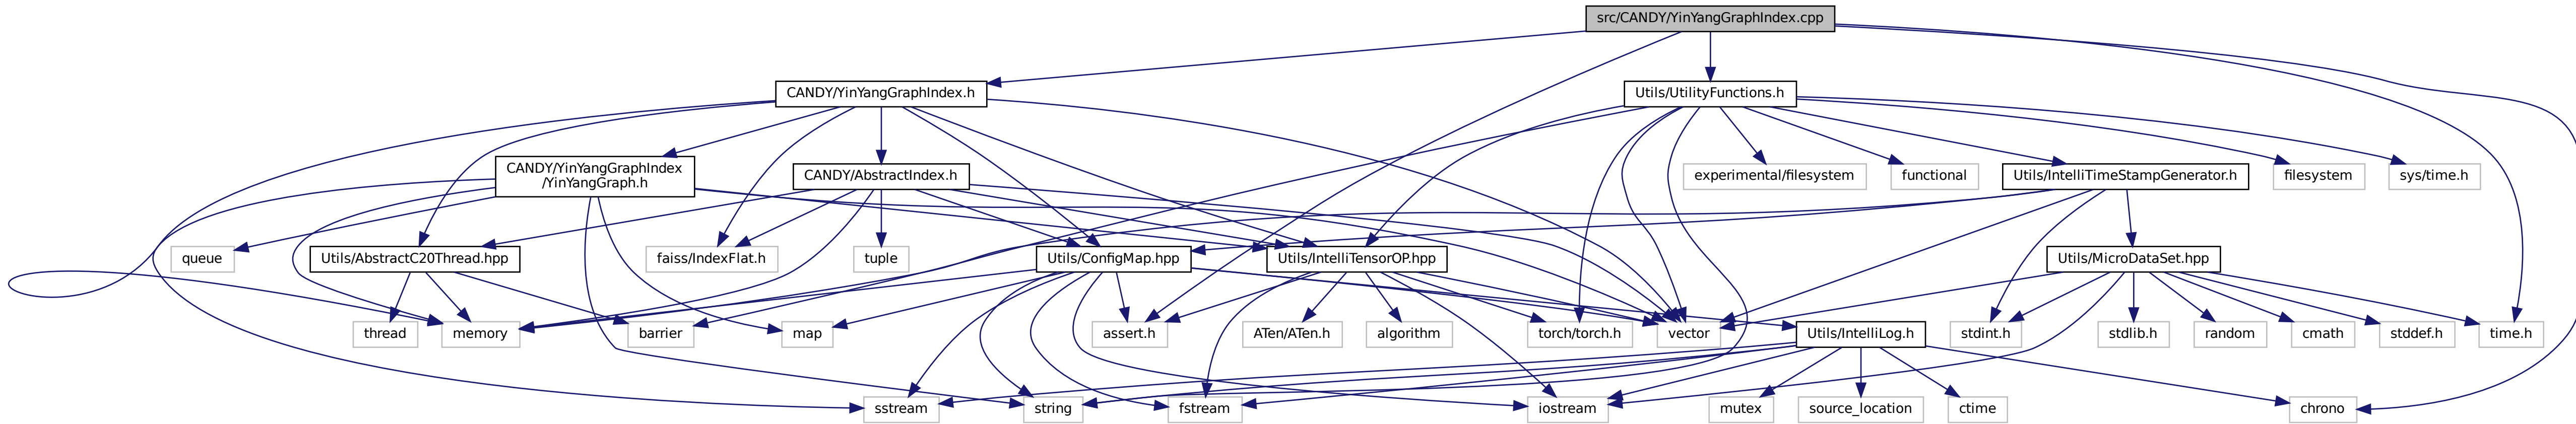 src/CANDY/YinYangGraphIndex.cpp
CANDY/YinYangGraphIndex.h
Utils/UtilityFunctions.h
CANDY/YinYangGraphIndex
/YinYangGraph.h
CANDY/AbstractIndex.h
experimental/filesystem
functional
Utils/IntelliTimeStampGenerator.h
filesystem
sys/time.h
queue
Utils/AbstractC20Thread.hpp
faiss/IndexFlat.h
tuple
Utils/ConfigMap.hpp
Utils/IntelliTensorOP.hpp
Utils/MicroDataSet.hpp
thread
memory
barrier
map
assert.h
ATen/ATen.h
algorithm
torch/torch.h
vector
Utils/IntelliLog.h
stdint.h
stdlib.h
random
cmath
stddef.h
time.h
sstream
string
fstream
iostream
mutex
source_location
ctime
chrono